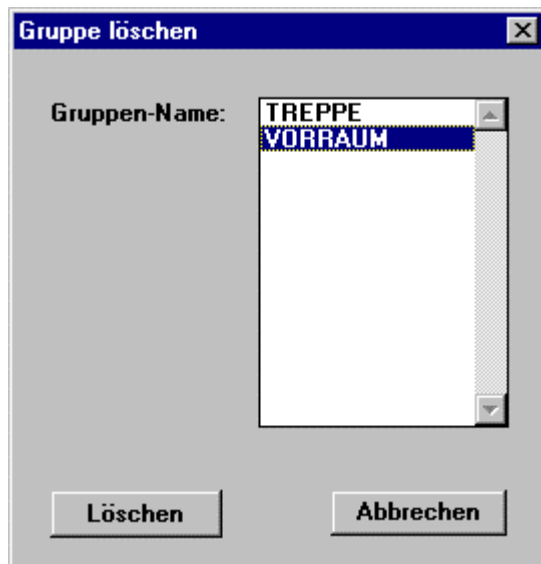 Gruppe löschen
Gruppen-Name:
TREPPE
VORRAUM
Löschen
Abbrechen